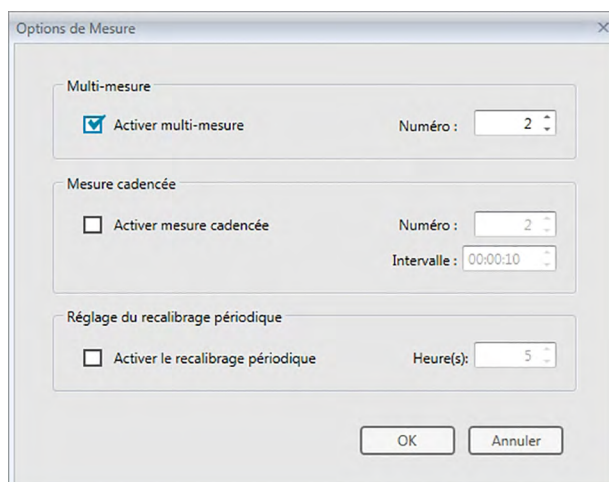 Options de Mesure
Multi-mesure
Activer multi-mesure Numéro : 2
Mesure cadencée
Activer mesure cadencée Numéro : 2
Intervalle : 00:00:10
Réglage du recalibrage périodique
Activer le recalibrage périodique Heure(s): 5
OK Annuler